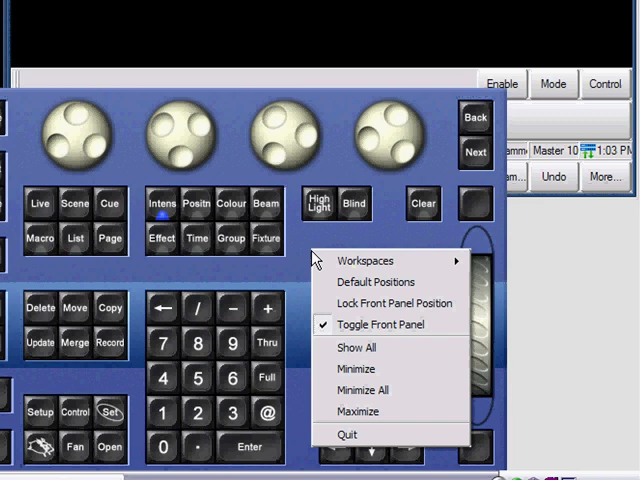 Enable Mode Control
Back
Master 10 1:03 PM
Next
Undo More...
Live Scene Cue Intens Positn Colour Beam High Light Blind Clear
Macro List Page Effect Time Group Fixture
Workspaces
Default Positions
Delete Move Copy ← / - + Lock Front Panel Position
Toggle Front Panel
Update Merge Record 7 8 9 Thru Show All
4 5 6 Full Minimize
Minimize All
Setup Control Set 1 2 3 @ Maximize
Quit
Fan Open 0 . Enter